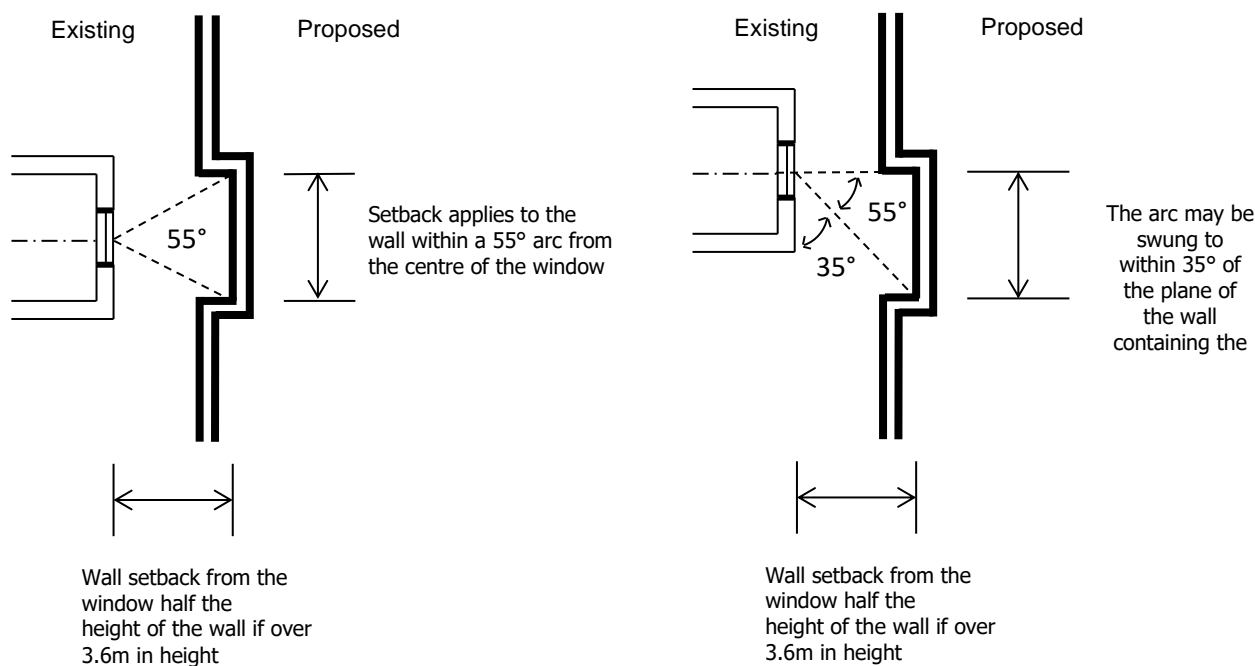 Existing
Proposed
55°
Setback applies to the
wall within a 55° arc from
the centre of the window
Wall setback from the
window half the
height of the wall if over
3.6m in height
Existing
Proposed
55°
35°
The arc may be
swung to
within 35° of
the plane of
the wall
containing the
Wall setback from the
window half the
height of the wall if over
3.6m in height